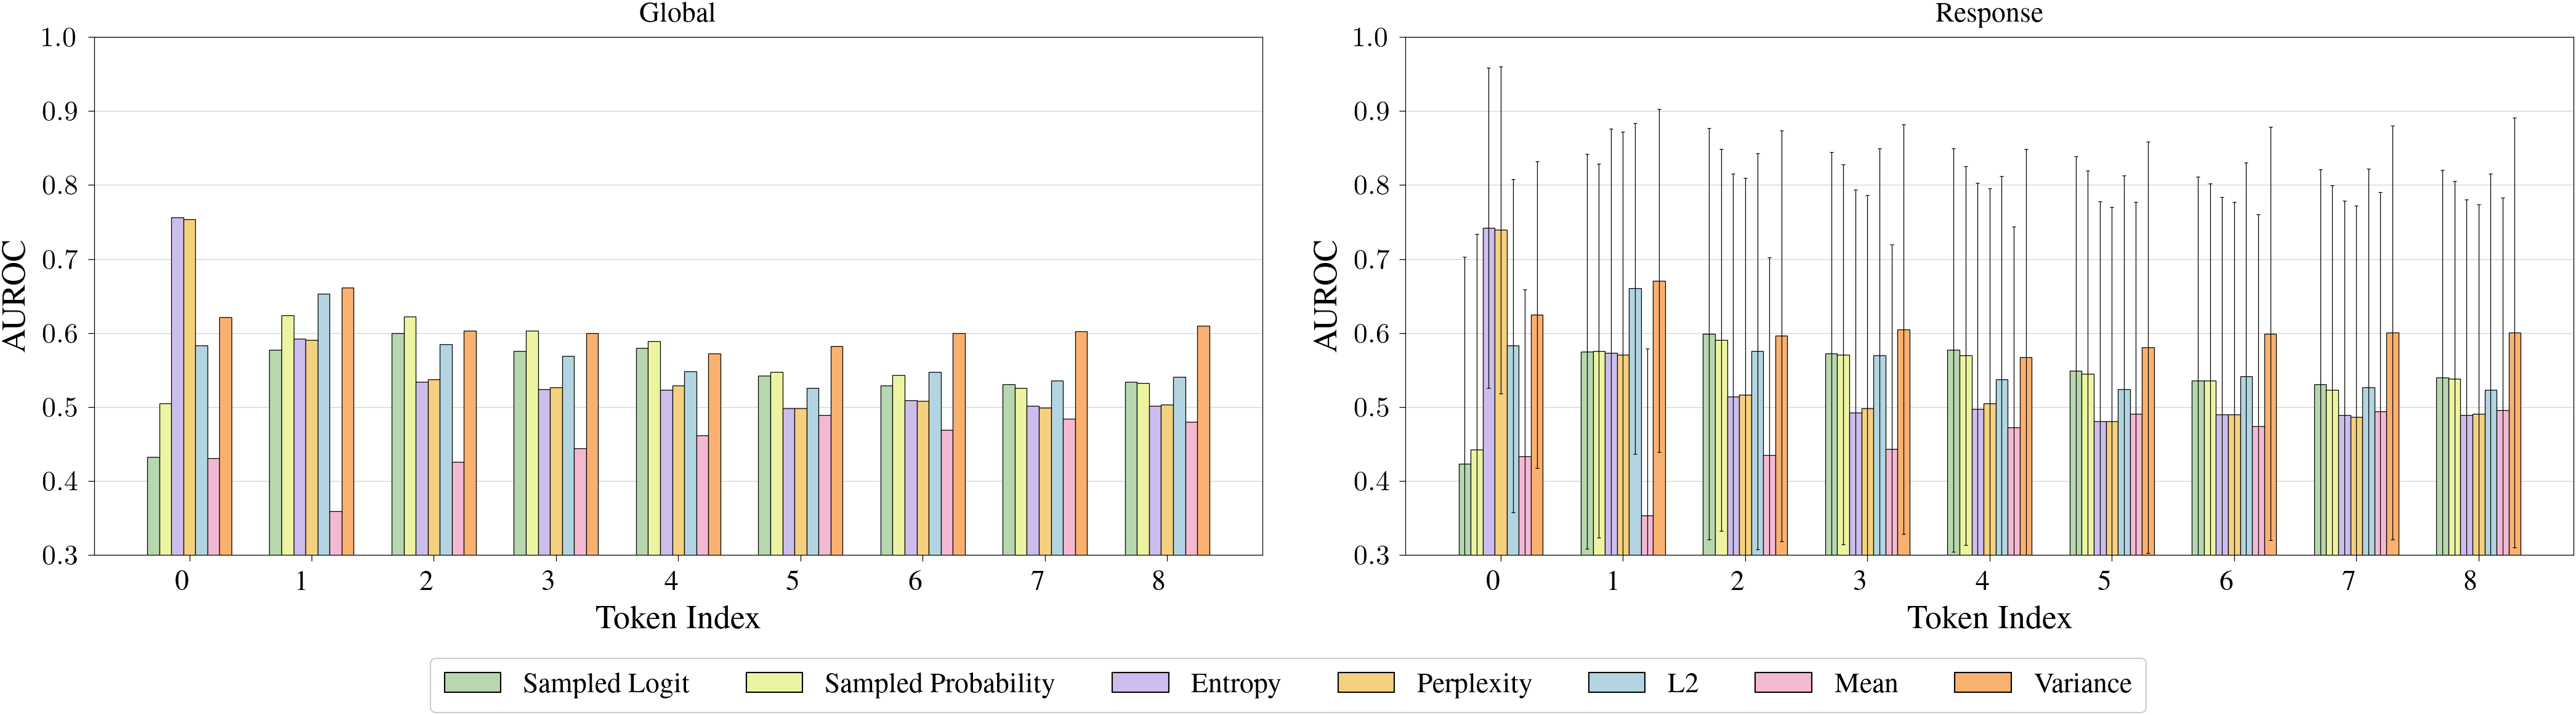 Global
1.0
0.9
0.8
0.7
0.6
0.5
0.4
0.3
AUROC
0 1 2 3 4 5 6 7 8
Token Index
Response
1.0
0.9
0.8
0.7
0.6
0.5
0.4
0.3
AUROC
0 1 2 3 4 5 6 7 8
Token Index
Sampled Logit Sampled Probability Entropy Perplexity L2 Mean Variance